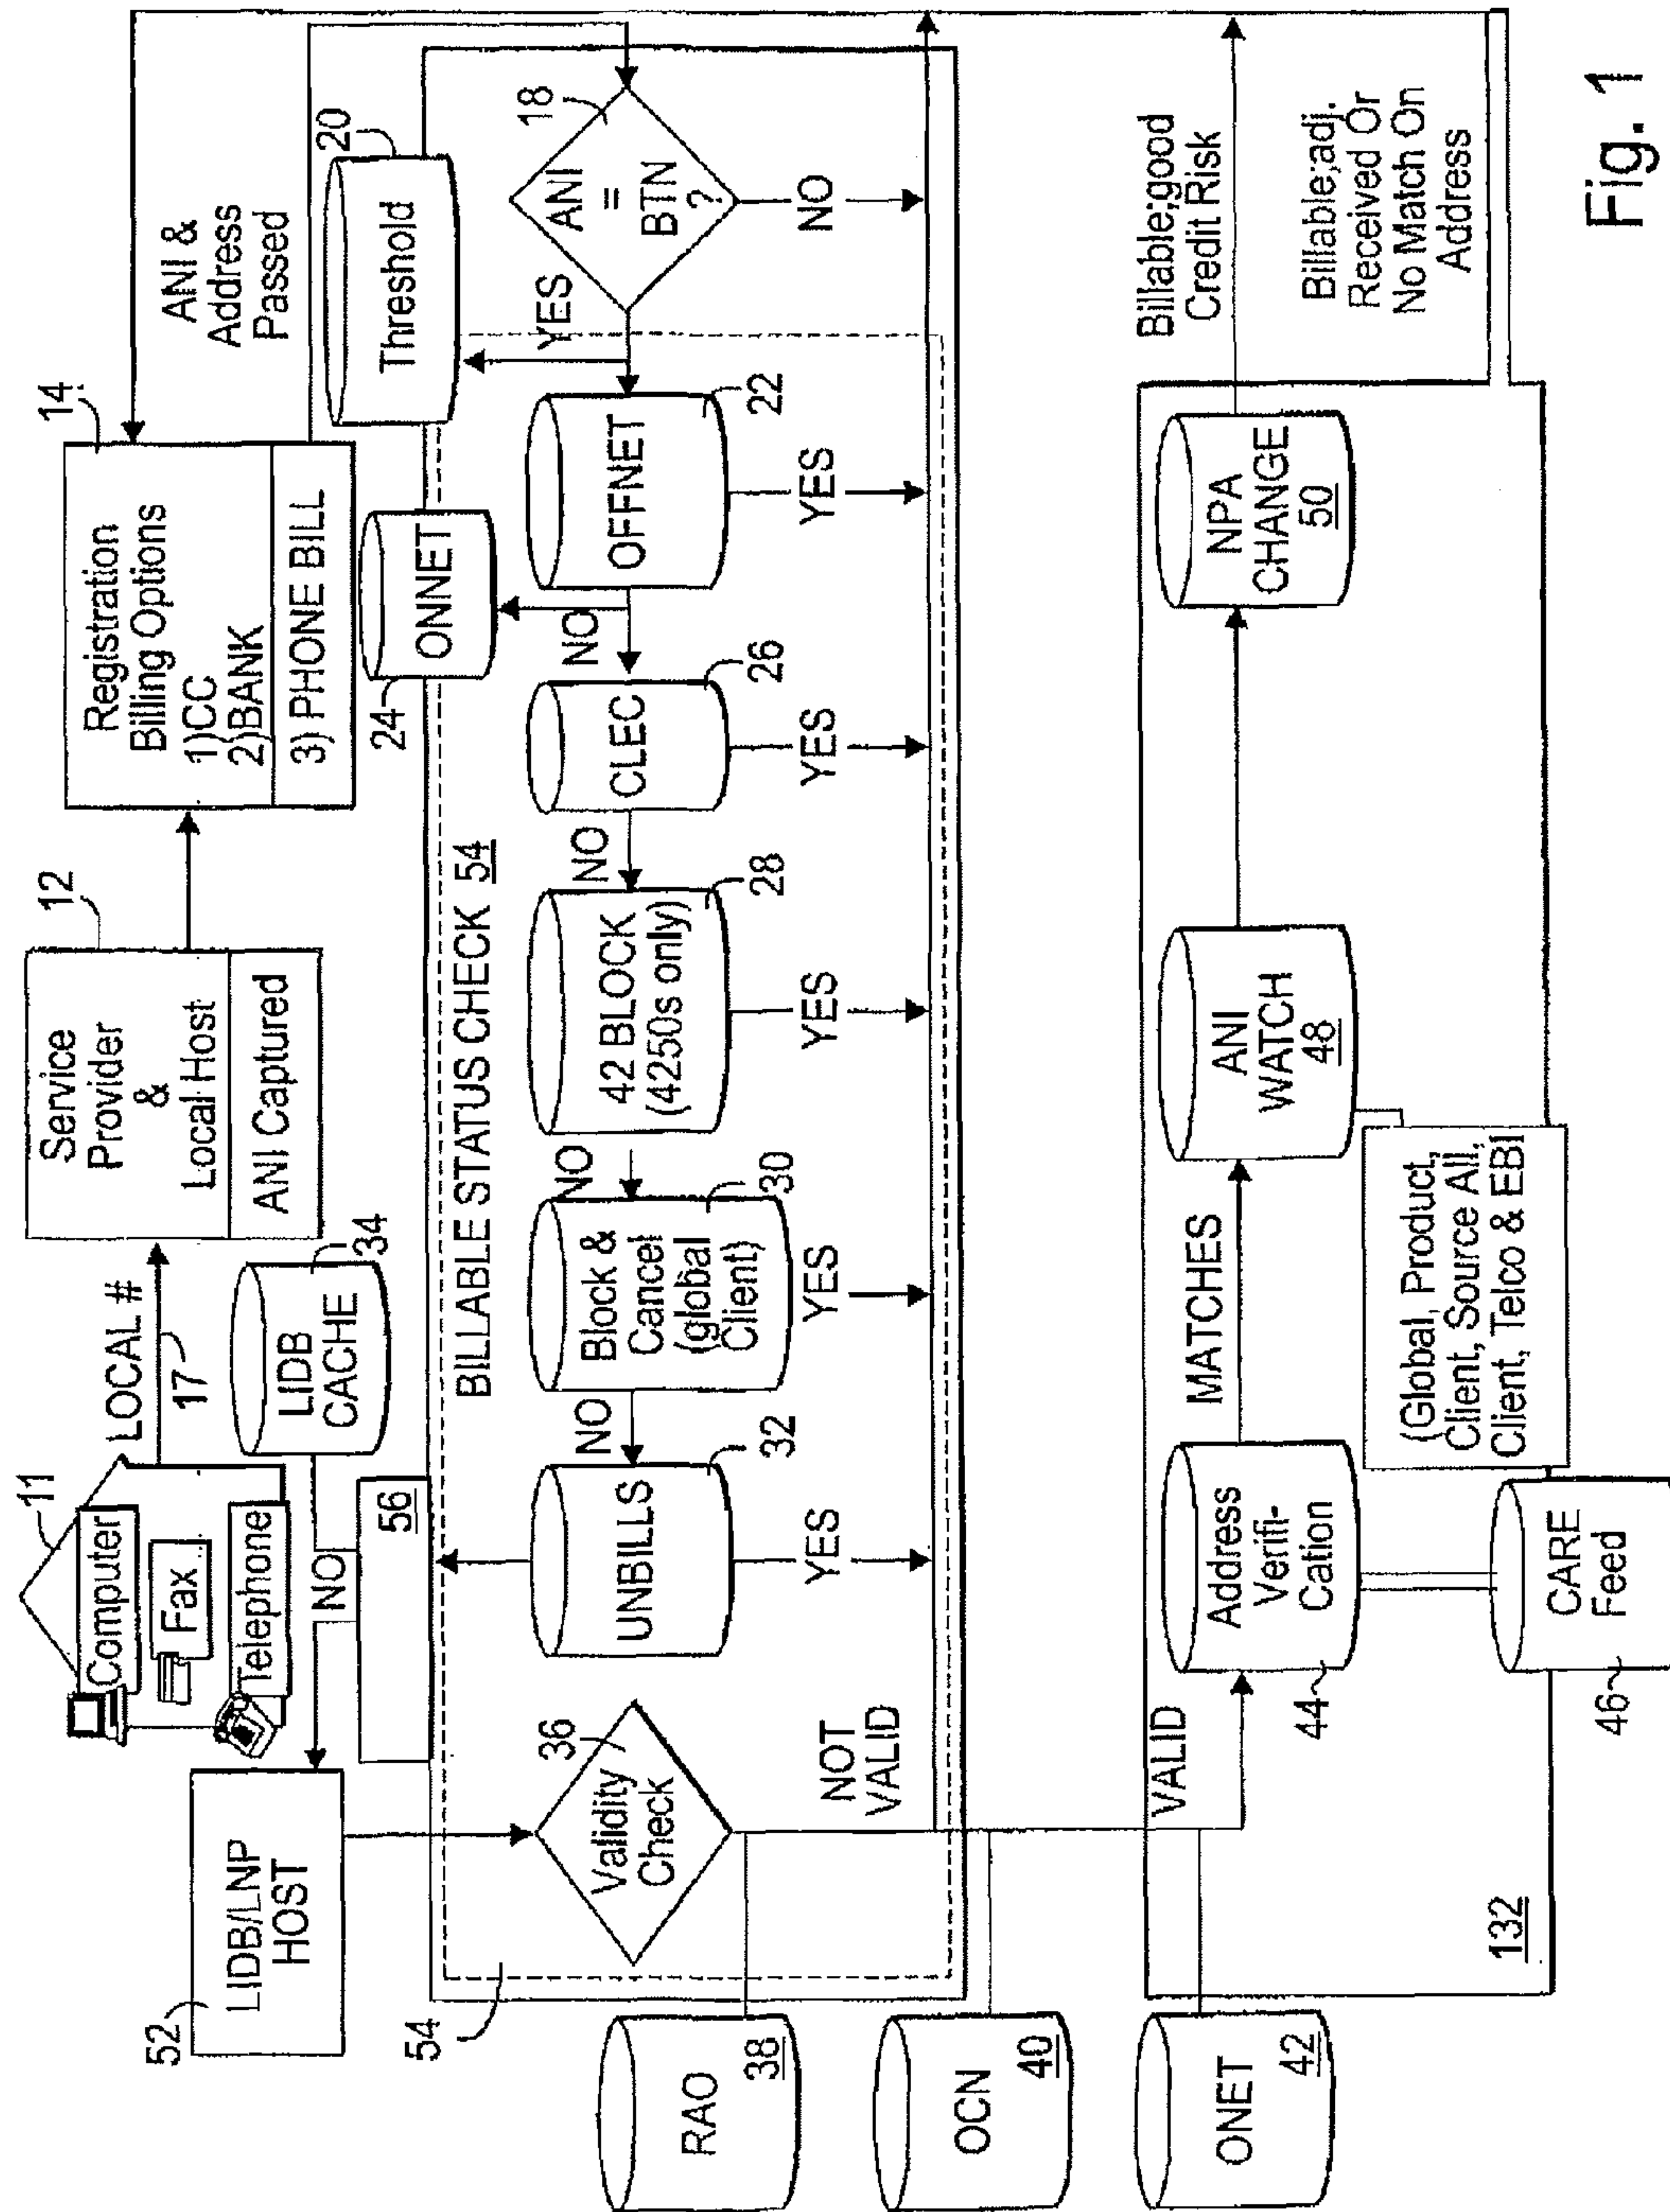 11
Computer
Fax
Telephone
LOCAL #
17
12
Service
Provider
&
Local Host
ANI Captured
14
Registration
Billing Options
1)CC
2)BANK
3) PHONE BILL
ANI &
Address
Passed
52
LIDB/LNP
HOST
NO
56
LIDB
CACHE
34
24
ONNET
Threshold
20
BILLABLE STATUS CHECK 54
54
Validity
Check
36
NOT
VALID
UNBILLS
32
YES
NO
Block &
Cancel
(global
Client)
30
YES
NO
42 BLOCK
(4250s only)
28
YES
NO
CLEC
26
YES
NO
OFFNET
22
YES
YES
ANI
=
BTN
?
18
NO
RAO
38
OCN
40
ONET
42
VALID
132
Address
Verifi-
Cation
44
CARE
Feed
46
MATCHES
ANI
WATCH
48
(Global, Product,
Client, Source All,
Client, Telco & EBI
NPA
CHANGE
50
Billable;good
Credit Risk
Billable;adj.
Received Or
No Match On
Address
Fig. 1